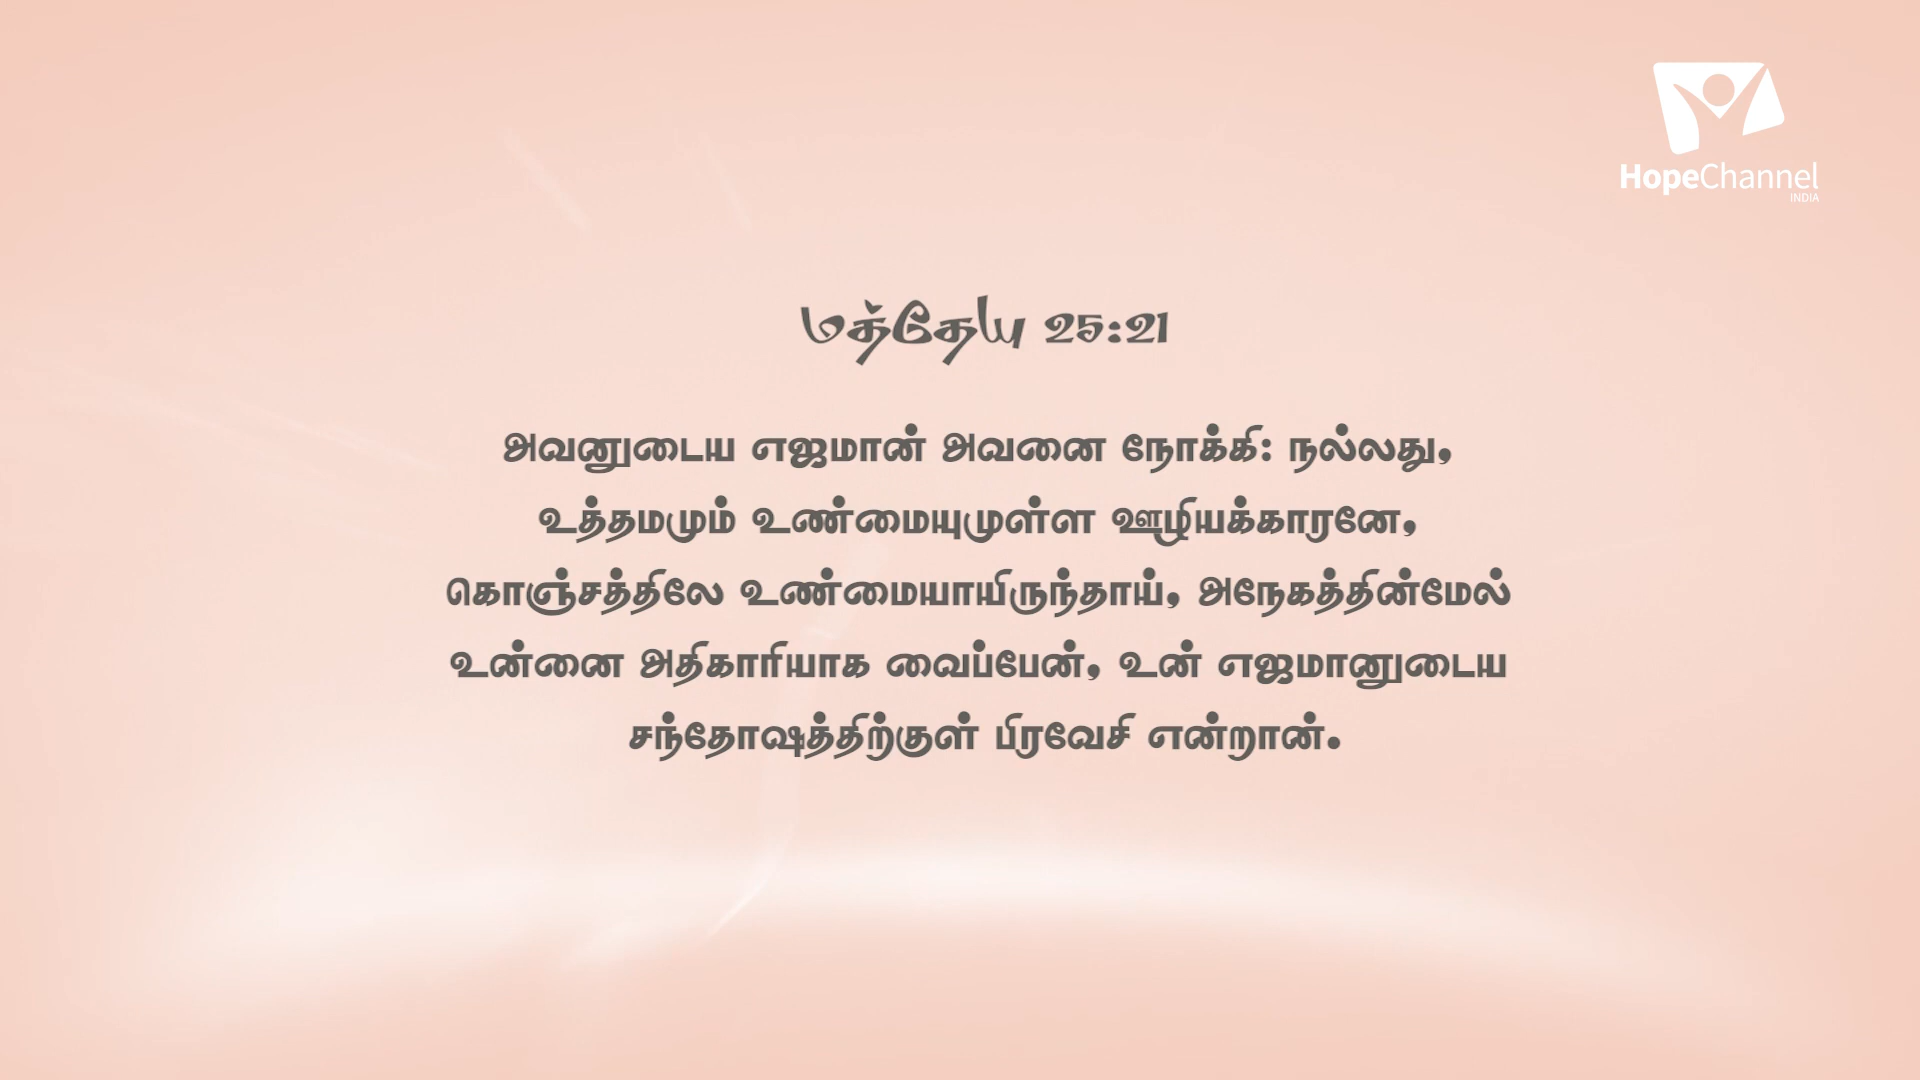 HopeChannel
INDIA
மத்தேயு 25:21
அவனுடைய எஜமான் அவனை நோக்கி: நல்லது,
உத்தமமும் உண்மையுமுள்ள ஊழியக்காரனே,
கொஞ்சத்திலே உண்மையாயிருந்தாய், அநேகத்தின்மேல்
உன்னை அதிகாரியாக வைப்பேன், உன் எஜமானுடைய
சந்தோஷத்திற்குள் பிரவேசி என்றான்.